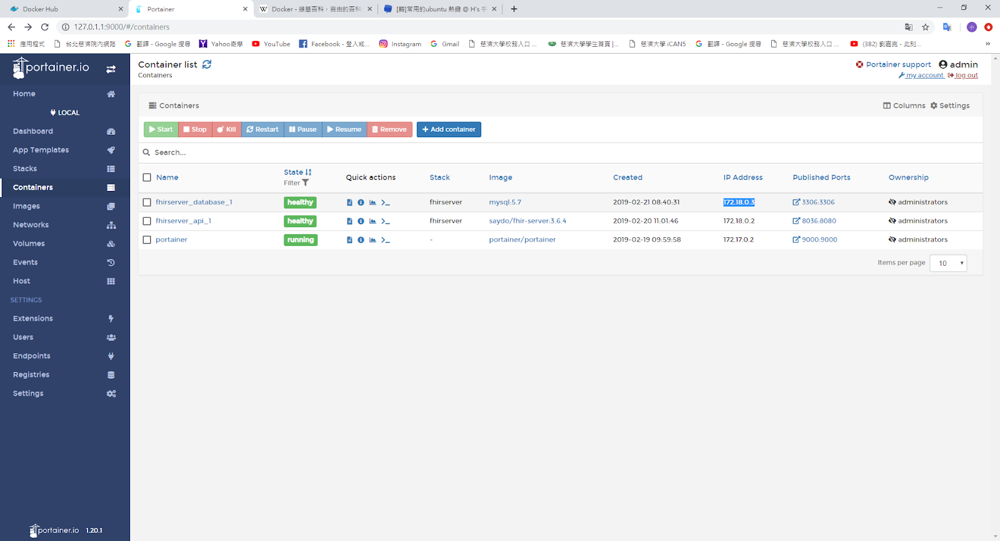 Docker Hub
Portainer
Docker - 維基百科，自由的百科
[轉]常用的ubuntu 熱鍵 @ H's 手
127.0.1.1:9000/#/containers
應用程式
台北慈濟院內網路
翻譯 - Google 搜尋
Yahoo奇摩
YouTube
Facebook - 登入或...
Instagram
Gmail
慈濟大學校務入口 ...
慈濟大學學生首頁 |...
慈濟大學 iCAN5
翻譯 - Google 搜尋
慈濟大學校務入口 ...
(382) 劉嘉亮 - 此刻...
»
portainer.io
Home
LOCAL
Dashboard
App Templates
Stacks
Containers
Images
Networks
Volumes
Events
Host
SETTINGS
Extensions
Users
Endpoints
Registries
Settings
portainer.io 1.20.1
Container list
Containers
Portainer support admin
my account log out
Containers
Columns Settings
Start Stop Kill Restart Pause Resume Remove Add container
Search...
Name State Filter Quick actions Stack Image Created IP Address Published Ports Ownership
fhirserver_database_1 healthy fhirserver mysql:5.7 2019-02-21 08:40:31 172.18.0.3 3306:3306 administrators
fhirserver_api_1 healthy fhirserver saydo/fhir-server:3.6.4 2019-02-20 11:01:46 172.18.0.2 8036:8080 administrators
portainer running - portainer/portainer 2019-02-19 09:59:58 172.17.0.2 9000:9000 administrators
Items per page 10